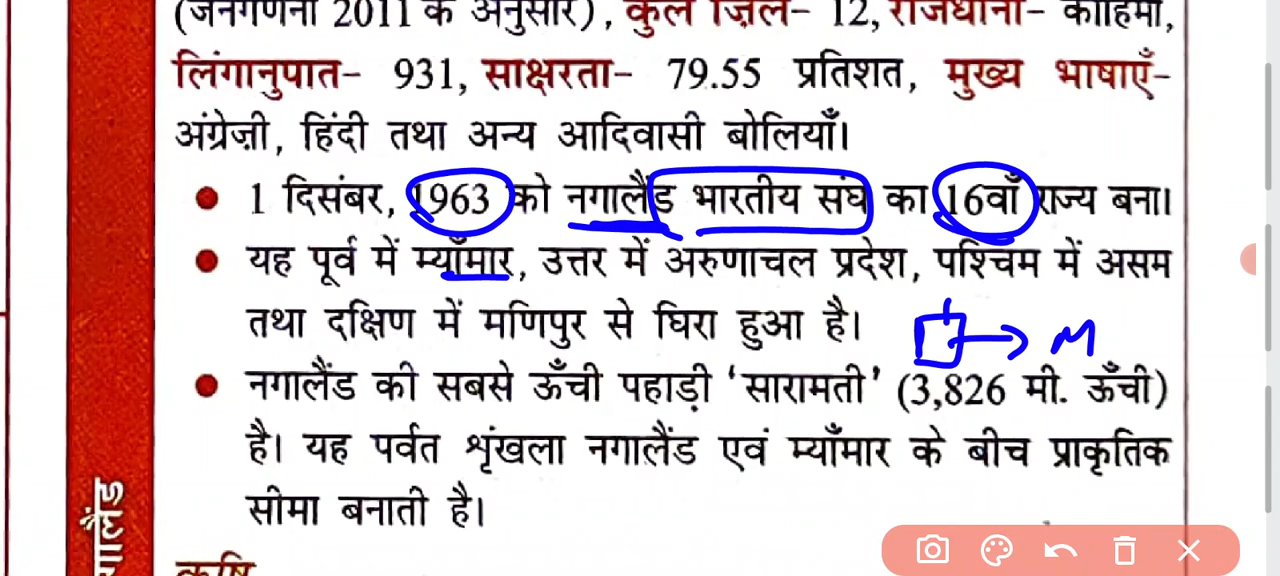 (जनगणना 2011 के अनुसार), कुल ज़िले- 12, राजधानी- कोहिमा,
लिंगानुपात- 931, साक्षरता- 79.55 प्रतिशत, मुख्य भाषाएँ-
अंग्रेज़ी, हिंदी तथा अन्य आदिवासी बोलियाँ।
• 1 दिसंबर, 1963 को नगालैंड भारतीय संघ का 16वाँ राज्य बना।
• यह पूर्व में म्याँमार, उत्तर में अरुणाचल प्रदेश, पश्चिम में असम
तथा दक्षिण में मणिपुर से घिरा हुआ है।
M
• नगालैंड की सबसे ऊँची पहाड़ी ‘सारामती’ (3,826 मी. ऊँची)
है। यह पर्वत शृंखला नगालैंड एवं म्याँमार के बीच प्राकृतिक
सीमा बनाती है।
कृषि